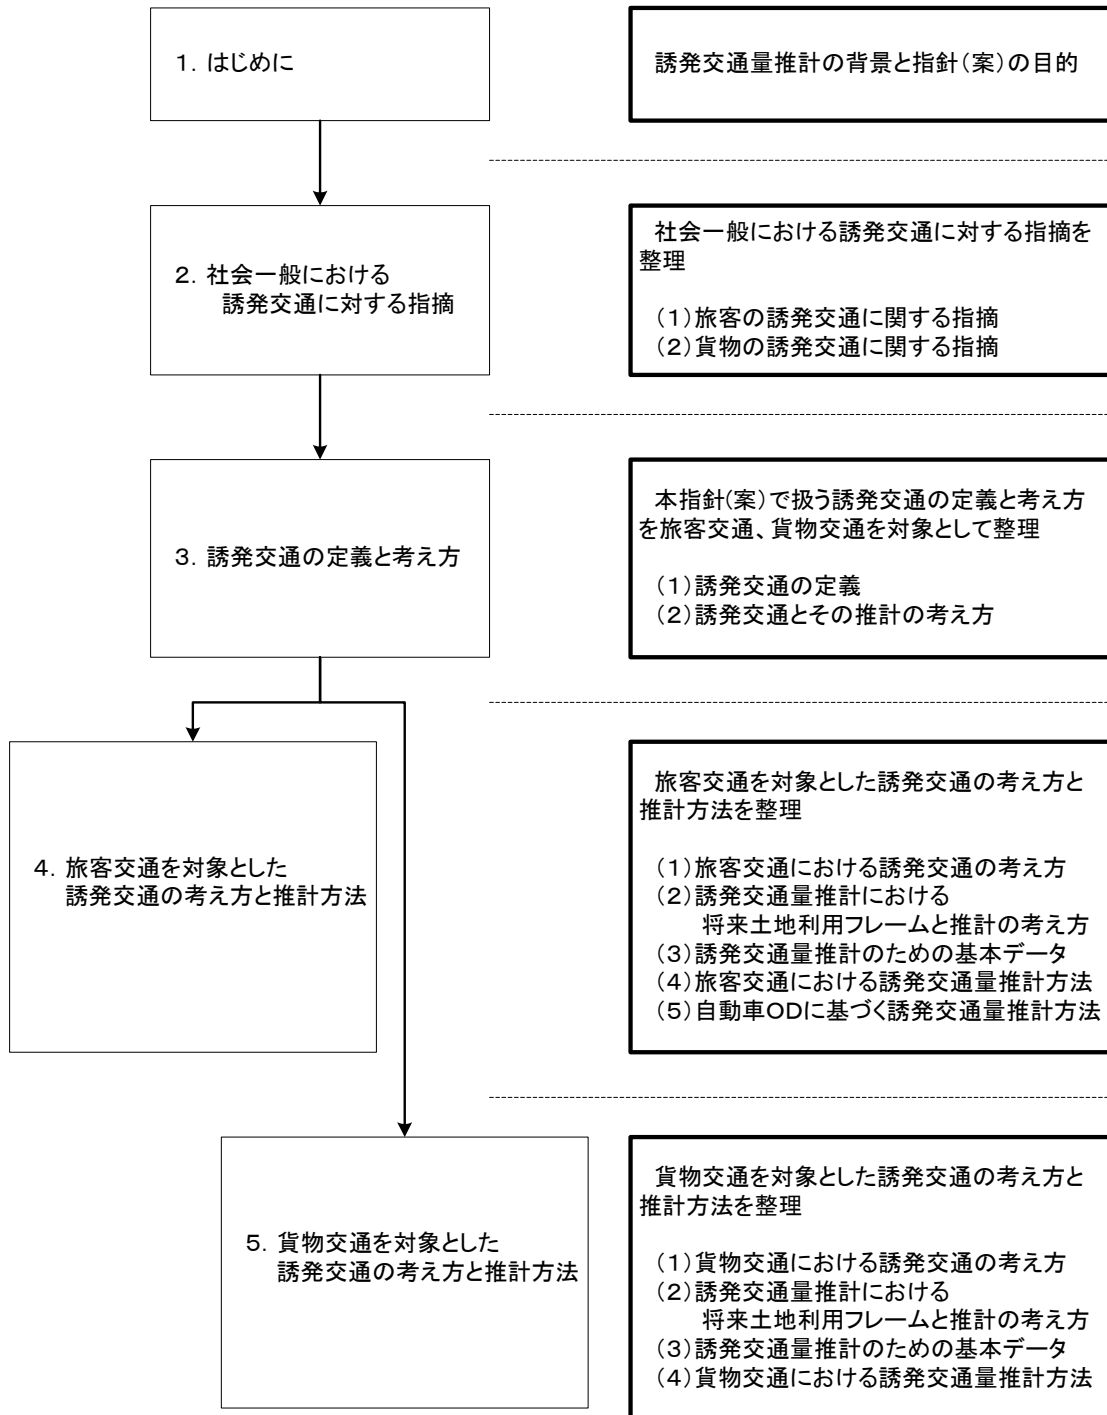 1．はじめに
誘発交通量推計の背景と指針（案）の目的
2．社会一般における
誘発交通に対する指摘
社会一般における誘発交通に対する指摘を
整理
（1）旅客の誘発交通に関する指摘
（2）貨物の誘発交通に関する指摘
3．誘発交通の定義と考え方
本指針(案)で扱う誘発交通の定義と考え方
を旅客交通、貨物交通を対象として整理
（1）誘発交通の定義
（2）誘発交通とその推計の考え方
4．旅客交通を対象とした
誘発交通の考え方と推計方法
旅客交通を対象とした誘発交通の考え方と
推計方法を整理
（1）旅客交通における誘発交通の考え方
（2）誘発交通量推計における
将来土地利用フレームと推計の考え方
（3）誘発交通量推計のための基本データ
（4）旅客交通における誘発交通量推計方法
（5）自動車ODに基づく誘発交通量推計方法
5．貨物交通を対象とした
誘発交通の考え方と推計方法
貨物交通を対象とした誘発交通の考え方と
推計方法を整理
（1）貨物交通における誘発交通の考え方
（2）誘発交通量推計における
将来土地利用フレームと推計の考え方
（3）誘発交通量推計のための基本データ
（4）貨物交通における誘発交通量推計方法